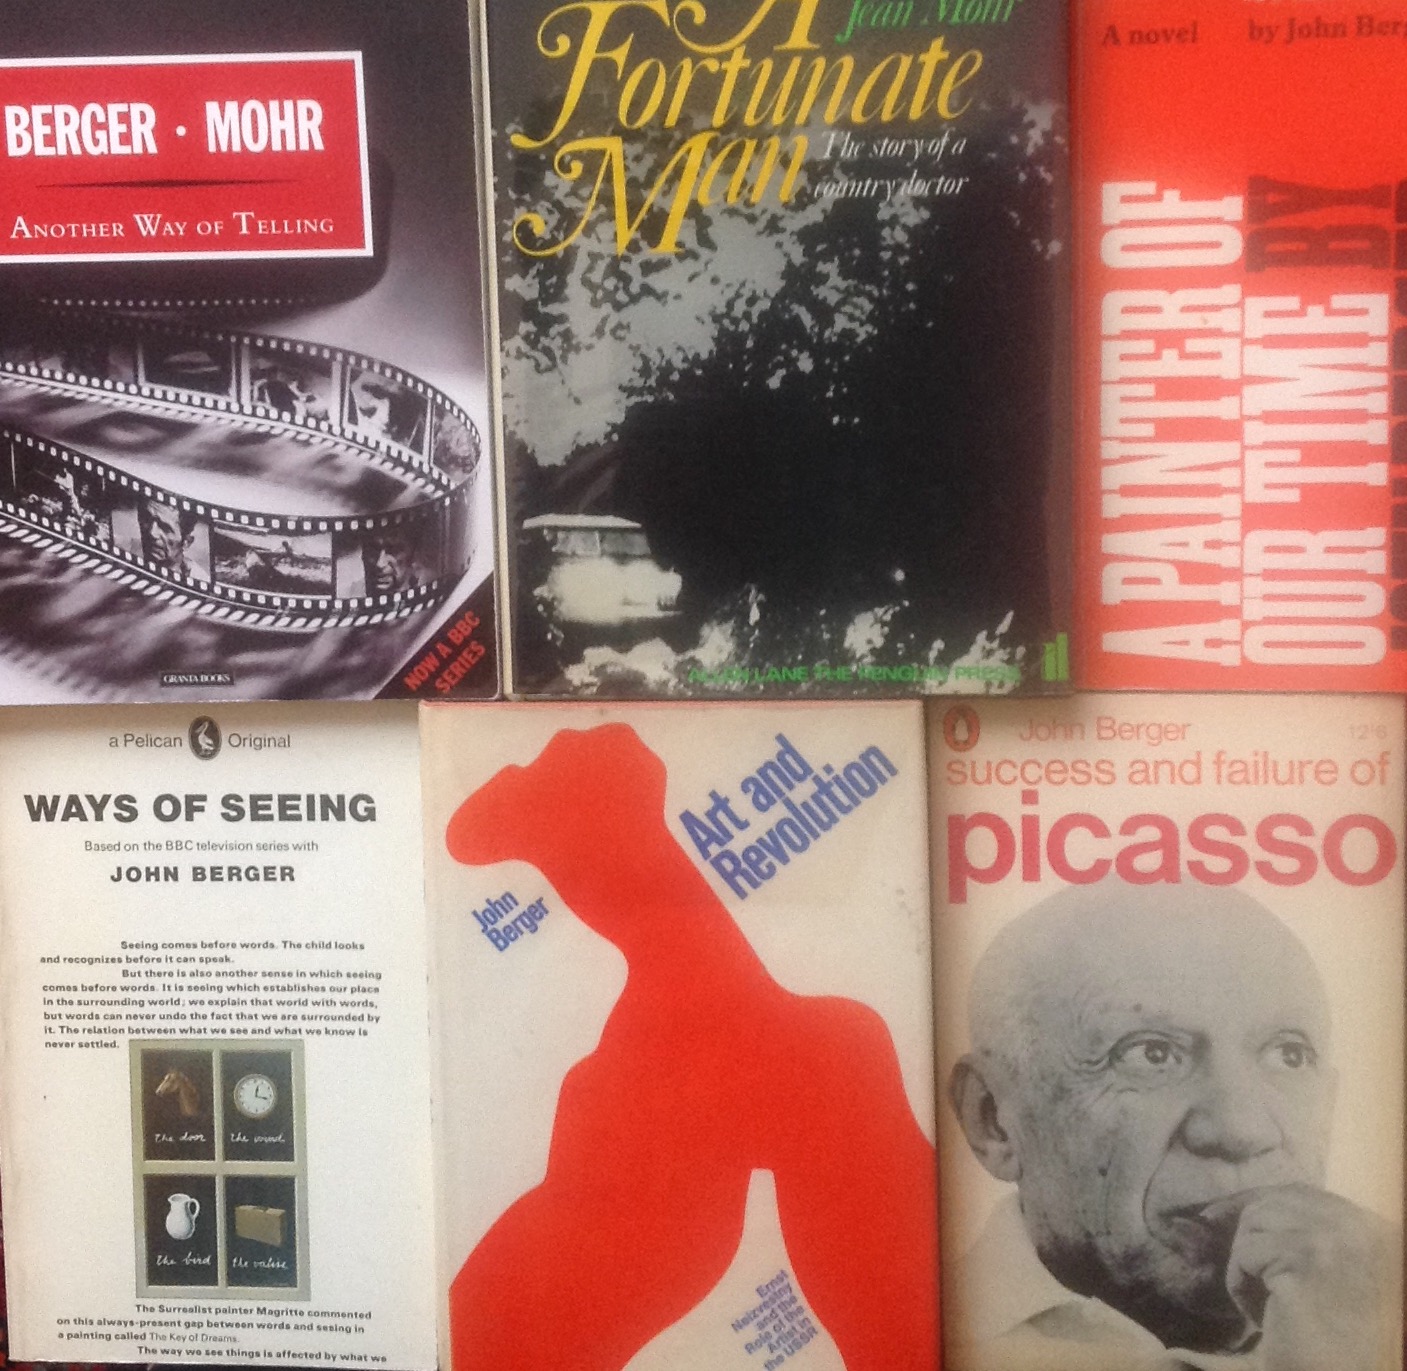 BERGER · MOHR
ANOTHER WAY OF TELLING
NOW A BBC
SERIES
GRANTA BOOKS
A
Jean Mohr
Fortunate
Man
The story of a
country doctor
ALLEN LANE THE PENGUIN PRESS
A novel by John Berg
A PAINTER OF
OUR TIME BY
a Pelican Original
WAYS OF SEEING
Based on the BBC television series with
JOHN BERGER
Seeing comes before words. The child looks
and recognizes before it can speak.
But there is also another sense in which seeing
comes before words. It is seeing which establishes our place
in the surrounding world; we explain that world with words,
but words can never undo the fact that we are surrounded by
it. The relation between what we see and what we know is
never settled.
the door
the wind
the bird
the valise
The Surrealist painter Magritte commented
on this always-present gap between words and seeing in
a painting called The Key of Dreams.
The way we see things is affected by what we
Art and
Revolution
John
Berger
Ernst
Neizvestny
and the
Role of the
Artist in
the USSR
John Berger 12'6
success and failure of
picasso